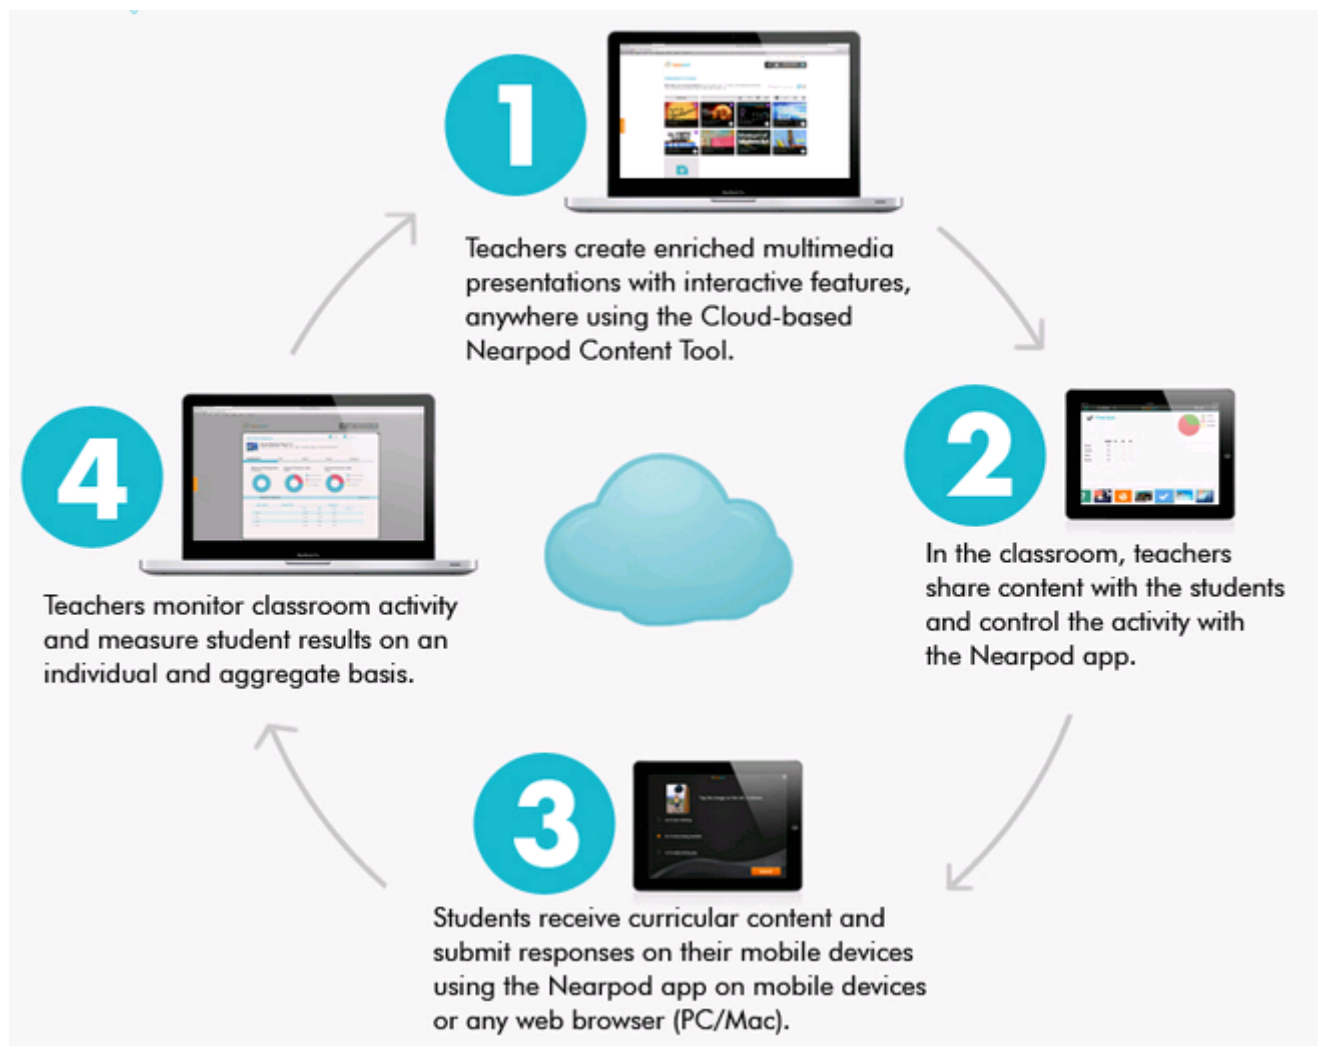 1
Teachers create enriched multimedia
presentations with interactive features,
anywhere using the Cloud-based
Nearpod Content Tool.
2
In the classroom, teachers
share content with the students
and control the activity with
the Nearpod app.
3
Students receive curricular content and
submit responses on their mobile devices
using the Nearpod app on mobile devices
or any web browser (PC/Mac).
4
Teachers monitor classroom activity
and measure student results on an
individual and aggregate basis.